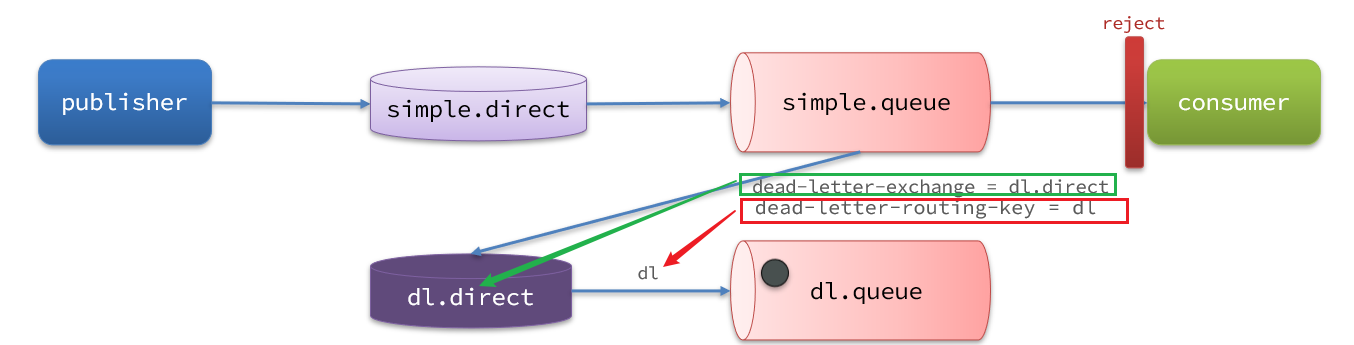 reject
publisher
simple.direct
simple.queue
consumer
dead-letter-exchange = dl.direct
dead-letter-routing-key = dl
dl
dl.direct
dl.queue